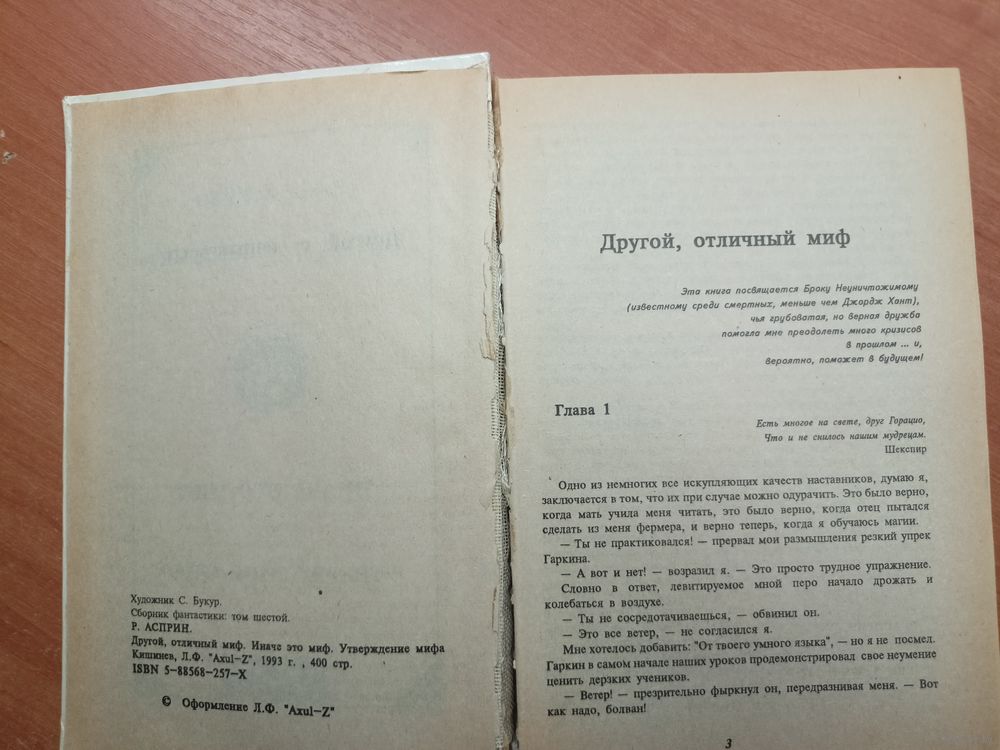 Художник С. Букур.
Сборник фантастики: том шестой.
Р. АСПРИН.
Другой, отличный миф. Иначе это миф. Утверждение мифа
Кишинев, Л.Ф. "Axul-Z", 1993 г. , 400 стр.
ISBN 5-88568-257-X
© Оформление Л.Ф. "Axul-Z"
Другой, отличный миф
Эта книга посвящается Броку Неуничтожимому
(известному среди смертных, меньше чем Джордж Хант),
чья грубоватая, но верная дружба
помогла мне преодолеть много кризисов
в прошлом ... и,
вероятно, поможет в будущем!
Глава 1
Есть многое на свете, друг Горацио,
Что и не снилось нашим мудрецам.
Шекспир
Одно из немногих все искупляющих качеств наставников, думаю я,
заключается в том, что их при случае можно одурачить. Это было верно,
когда мать учила меня читать, это было верно, когда отец пытался
сделать из меня фермера, и верно теперь, когда я обучаюсь магии.
— Ты не практиковался! — прервал мои размышления резкий упрек
Гаркина.
— А вот и нет! — возразил я. — Это просто трудное упражнение.
Словно в ответ, левитируемое мной перо начало дрожать и
колебаться в воздухе.
— Ты не сосредотачиваешься, — обвинил он.
— Это все ветер, — не согласился я.
Мне хотелось добавить: "От твоего умного языка", — но я не посмел.
Гаркин в самом начале наших уроков продемонстрировал свое неумение
ценить дерзких учеников.
— Ветер! — презрительно фыркнул он, передразнивая меня. — Вот
как надо, болван!
3